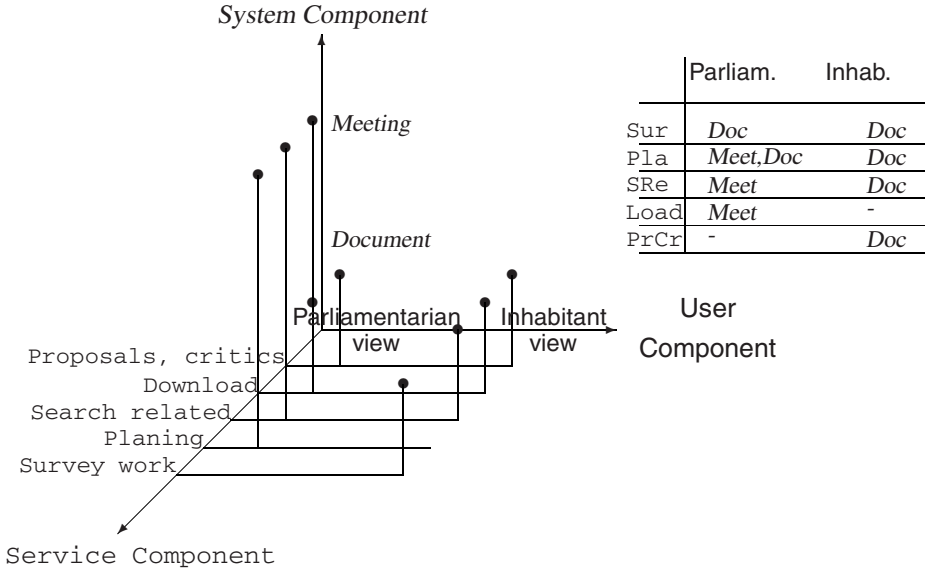 System Component
Meeting
Document
Parliamentarian
view
Inhabitant
view
User
Component
Proposals, critics
Download
Search related
Planing
Survey work
Service Component
Parliam. Inhab.
Sur Doc Doc
Pla Meet,Doc Doc
SRe Meet Doc
Load Meet -
PrCr - Doc